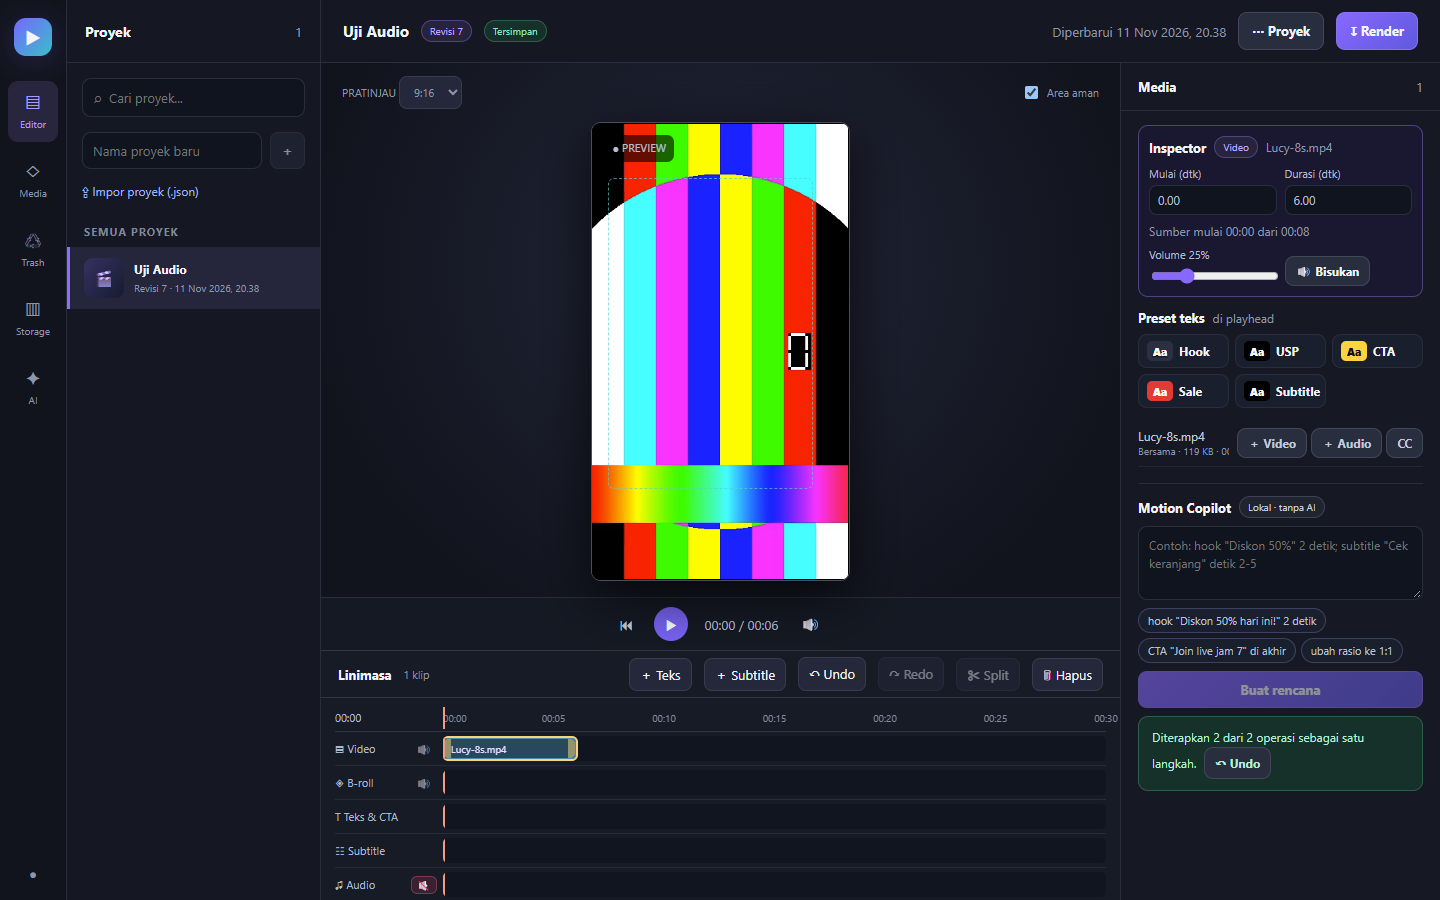 Editor
Media
Trash
Storage
AI
Proyek
1
Cari proyek...
Nama proyek baru
+
Impor proyek (.json)
SEMUA PROYEK
Uji Audio
Revisi 7 · 11 Nov 2026, 20.38
Uji Audio
Revisi 7
Tersimpan
Diperbarui 11 Nov 2026, 20.38
··· Proyek
↧ Render
PRATINJAU
9:16
Area aman
● PREVIEW
00:00 / 00:06
Linimasa
1 klip
+ Teks
+ Subtitle
Undo
Redo
Split
Hapus
00:00
00:00
00:05
00:10
00:15
00:20
00:25
00:30
Video
Lucy-8s.mp4
B-roll
T Teks & CTA
Subtitle
♫ Audio
Media
1
Inspector
Video
Lucy-8s.mp4
Mulai (dtk)
Durasi (dtk)
0.00
6.00
Sumber mulai 00:00 dari 00:08
Volume 25%
Bisukan
Preset teks
di playhead
Aa Hook
Aa USP
Aa CTA
Aa Sale
Aa Subtitle
Lucy-8s.mp4
Bersama · 119 KB ·
+ Video
+ Audio
CC
Motion Copilot
Lokal · tanpa AI
Contoh: hook "Diskon 50%" 2 detik; subtitle "Cek
keranjang" detik 2-5
hook "Diskon 50% hari ini!" 2 detik
CTA "Join live jam 7" di akhir
ubah rasio ke 1:1
Buat rencana
Diterapkan 2 dari 2 operasi sebagai satu
langkah.
Undo